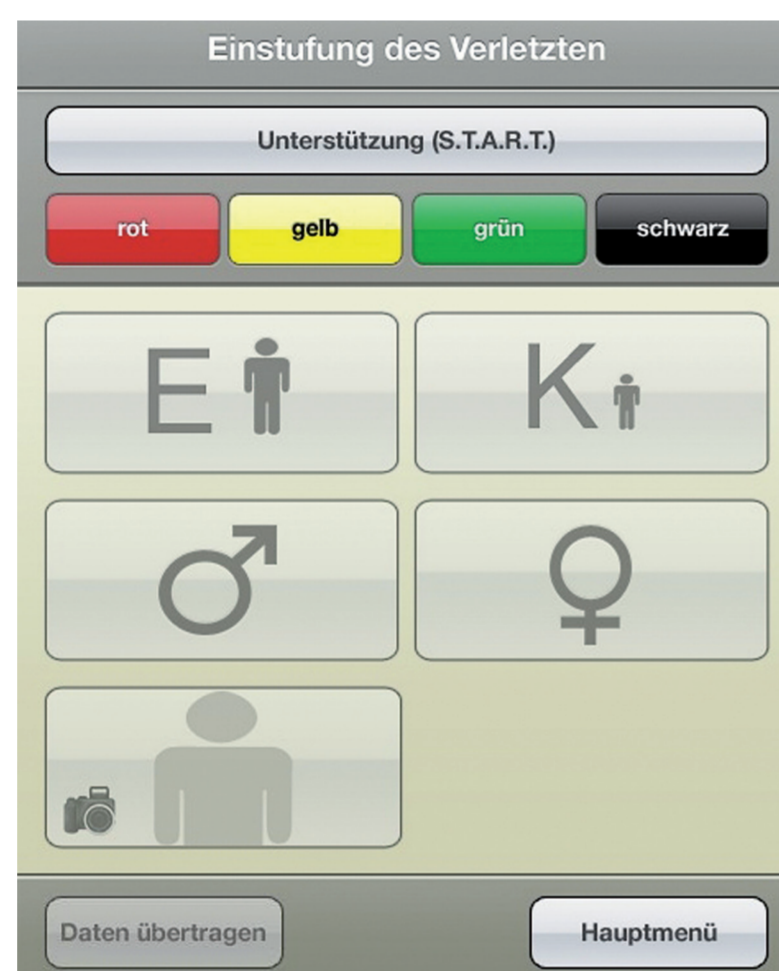 Einstufung des Verletzten
Unterstützung (S.T.A.R.T.)
rot gelb grün schwarz
E K
Daten übertragen Hauptmenü